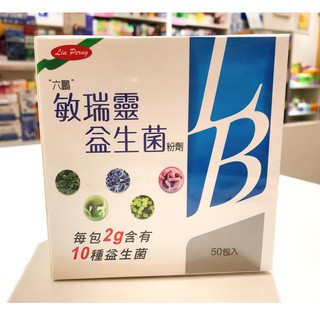 Liu Perng
"六鵬"
敏瑞靈
益生菌粉劑
LB
每包2g含有
10種益生菌
50包入